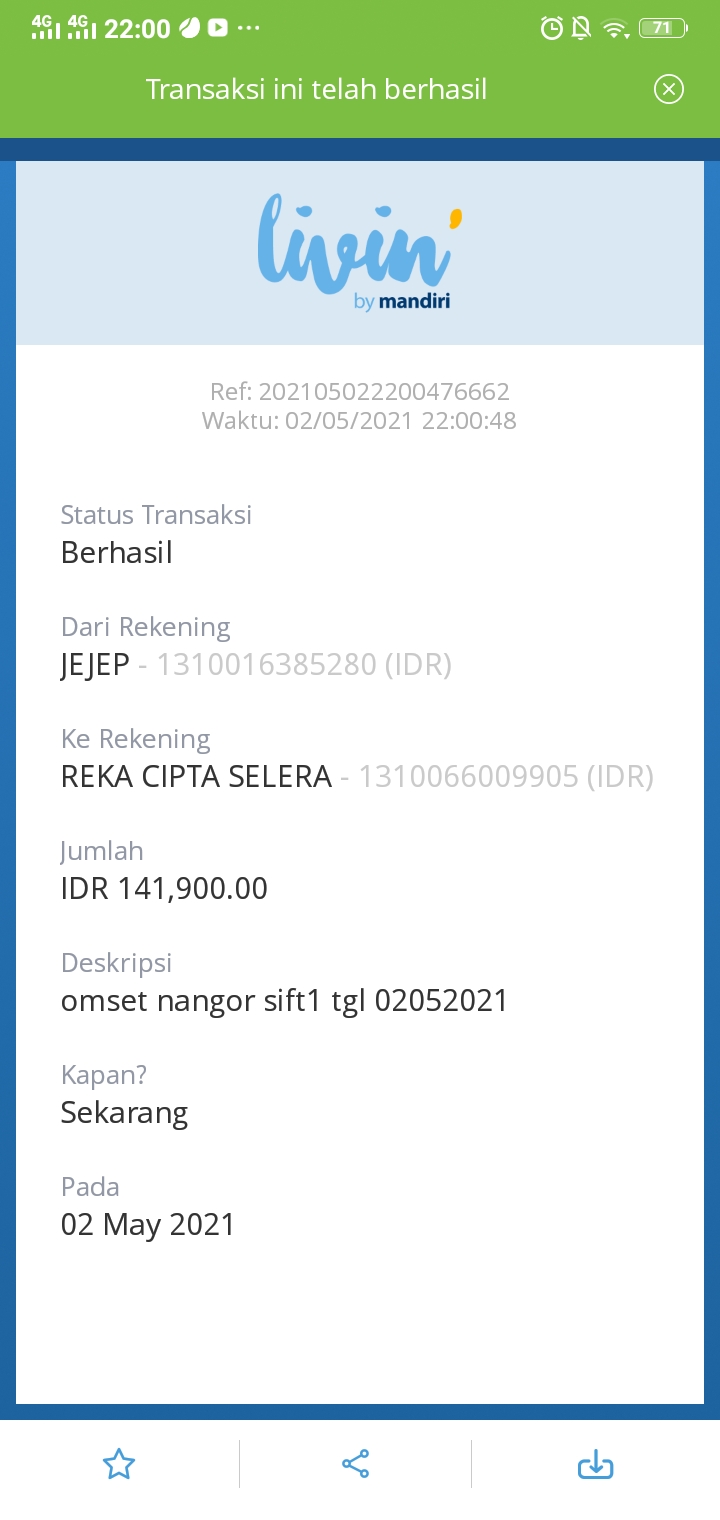 4G 4G 22:00 ... 71
Transaksi ini telah berhasil
livin'
by mandiri
Ref: 202105022200476662
Waktu: 02/05/2021 22:00:48
Status Transaksi
Berhasil
Dari Rekening
JEJEP - 1310016385280 (IDR)
Ke Rekening
REKA CIPTA SELERA - 1310066009905 (IDR)
Jumlah
IDR 141,900.00
Deskripsi
omset nangor sift1 tgl 02052021
Kapan?
Sekarang
Pada
02 May 2021